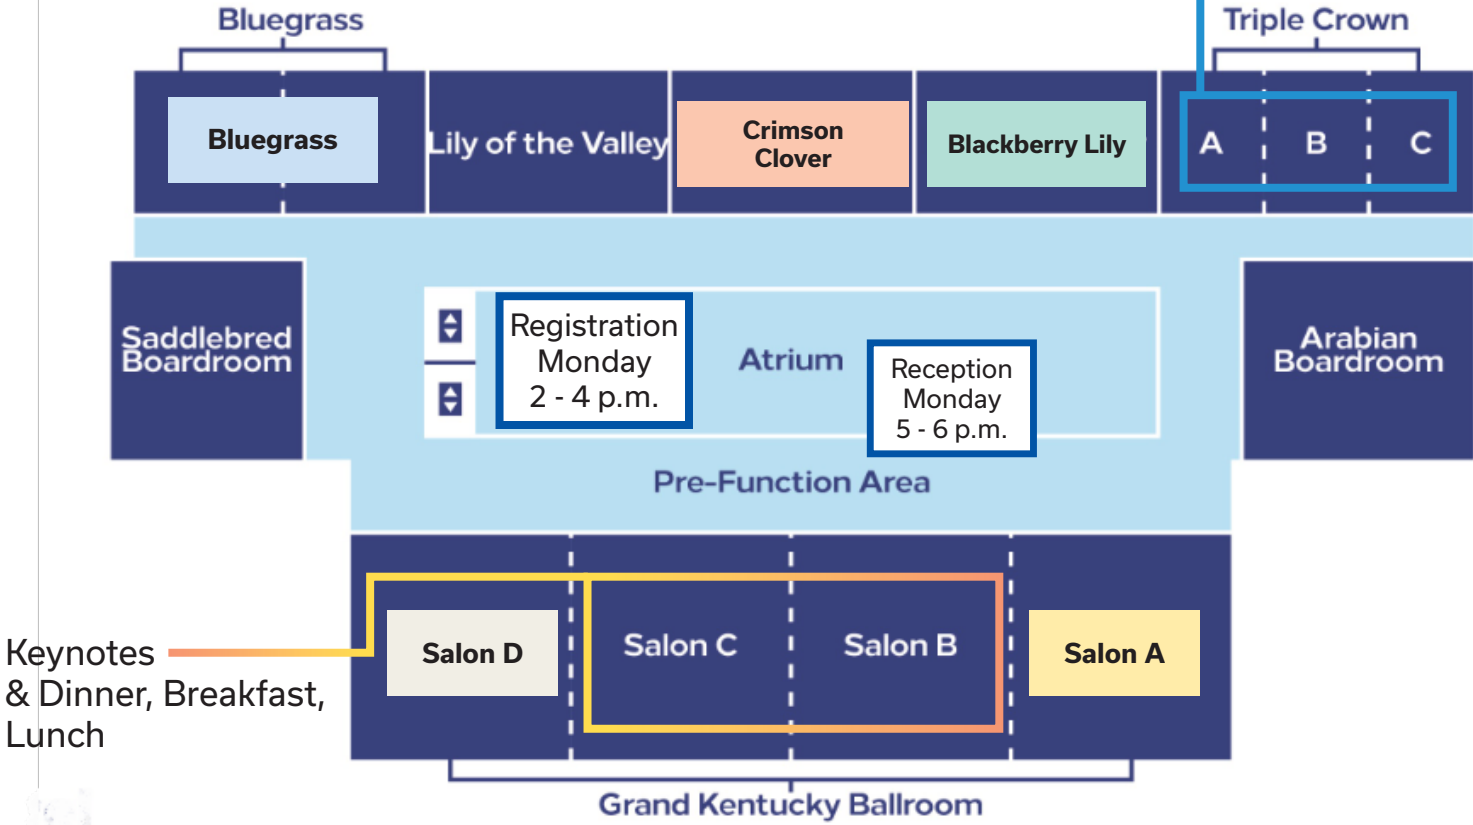 Bluegrass
Triple Crown
Bluegrass
Lily of the Valley
Crimson
Clover
Blackberry Lily
A
B
C
Saddlebred
Boardroom
Registration
Monday
2 - 4 p.m.
Atrium
Reception
Monday
5 - 6 p.m.
Arabian
Boardroom
Pre-Function Area
Keynotes
& Dinner, Breakfast,
Lunch
Salon D
Salon C
Salon B
Salon A
Grand Kentucky Ballroom